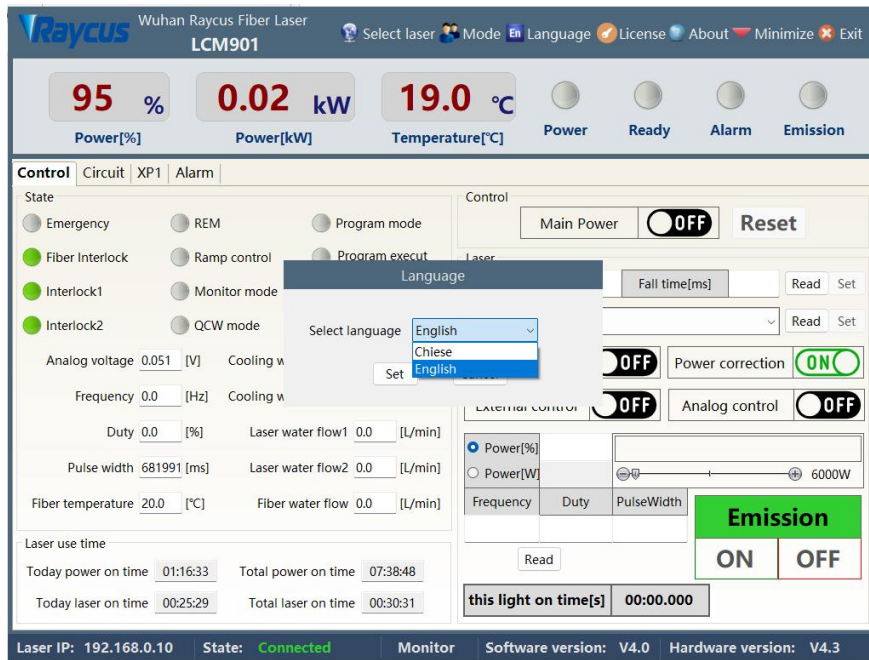 Raycus Wuhan Raycus Fiber Laser
LCM901
Select laser Mode En Language License About Minimize Exit
95 % 0.02 kW 19.0 ℃
Power[%] Power[kW] Temperature[℃] Power Ready Alarm Emission
Control Circuit XP1 Alarm
State Control
Emergency REM Program mode Main Power OFF Reset
Fiber Interlock Ramp control Program execut Laser
Language
Interlock1 Monitor mode Fall time[ms] Read Set
Interlock2 QCW mode Select language English Read Set
Chiese
English
Analog voltage 0.051 [V] Cooling w OFF Power correction ON
Set Cancel
Frequency 0.0 [Hz] Cooling w External control OFF Analog control OFF
Duty 0.0 [%] Laser water flow1 0.0 [L/min] Power[%]
Pulse width 681991 [ms] Laser water flow2 0.0 [L/min] Power[W] 6000W
Fiber temperature 20.0 [℃] Fiber water flow 0.0 [L/min] Frequency Duty PulseWidth Emission
Laser use time
Today power on time 01:16:33 Total power on time 07:38:48 Read ON OFF
Today laser on time 00:25:29 Total laser on time 00:30:31 this light on time[s] 00:00.000
Laser IP: 192.168.0.10 State: Connected Monitor Software version: V4.0 Hardware version: V4.3